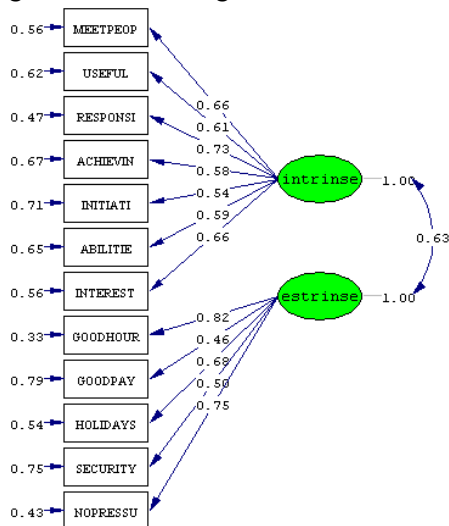 0.56 MEETPEOP
0.62 USEFUL
0.47 RESPONSI
0.67 ACHIEVIN
0.71 INITIATI
0.65 ABILITIE
0.56 INTEREST
0.33 GOODHOUR
0.79 GOODPAY
0.54 HOLIDAYS
0.75 SECURITY
0.43 NOPRESSU
0.66
0.61
0.73
0.58
0.54
0.59
0.66
0.82
0.46
0.68
0.50
0.75
intrinse 1.00
estrinse 1.00
0.63